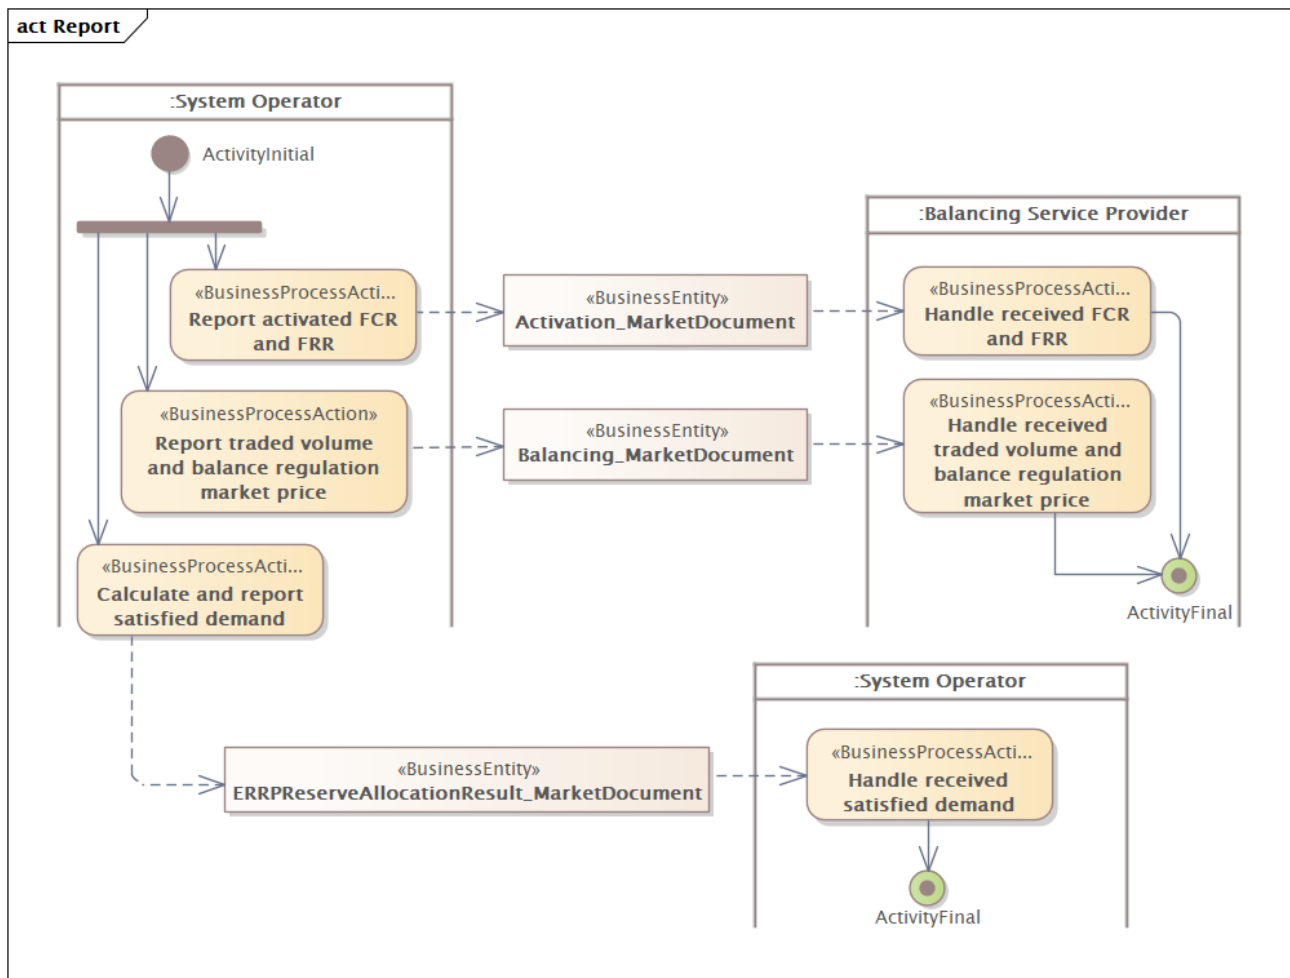 act Report
:System Operator
ActivityInitial
:Balancing Service Provider
«BusinessProcessActi...
Report activated FCR
and FRR
«BusinessEntity»
Activation_MarketDocument
«BusinessProcessActi...
Handle received FCR
and FRR
«BusinessProcessAction»
Report traded volume
and balance regulation
market price
«BusinessEntity»
Balancing_MarketDocument
«BusinessProcessActi...
Handle received
traded volume and
balance regulation
market price
«BusinessProcessActi...
Calculate and report
satisfied demand
ActivityFinal
:System Operator
«BusinessEntity»
ERRPReserveAllocationResult_MarketDocument
«BusinessProcessActi...
Handle received
satisfied demand
ActivityFinal